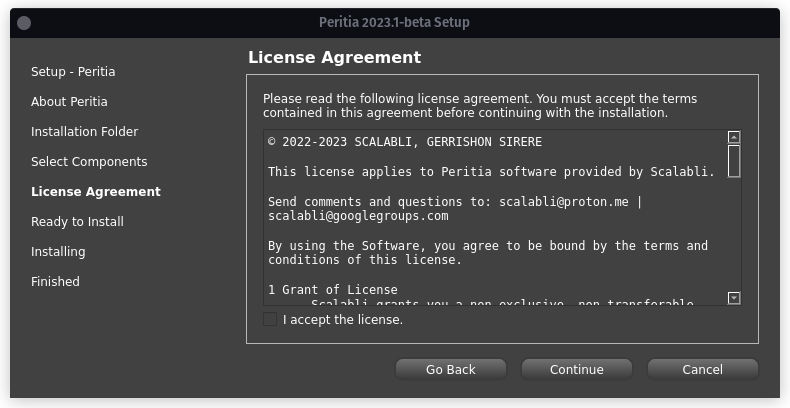 Peritia 2023.1-beta Setup
Setup - Peritia
About Peritia
Installation Folder
Select Components
License Agreement
Ready to Install
Installing
Finished
License Agreement
Please read the following license agreement. You must accept the terms
contained in this agreement before continuing with the installation.
© 2022-2023 SCALABLI, GERRISHON SIRERE
This license applies to Peritia software provided by Scalabli.
Send comments and questions to: scalabli@proton.me |
scalabli@googlegroups.com
By using the Software, you agree to be bound by the terms and
conditions of this license.
1 Grant of License
Scalabli grants you a non-exclusive, non-transferable
I accept the license.
Go Back
Continue
Cancel